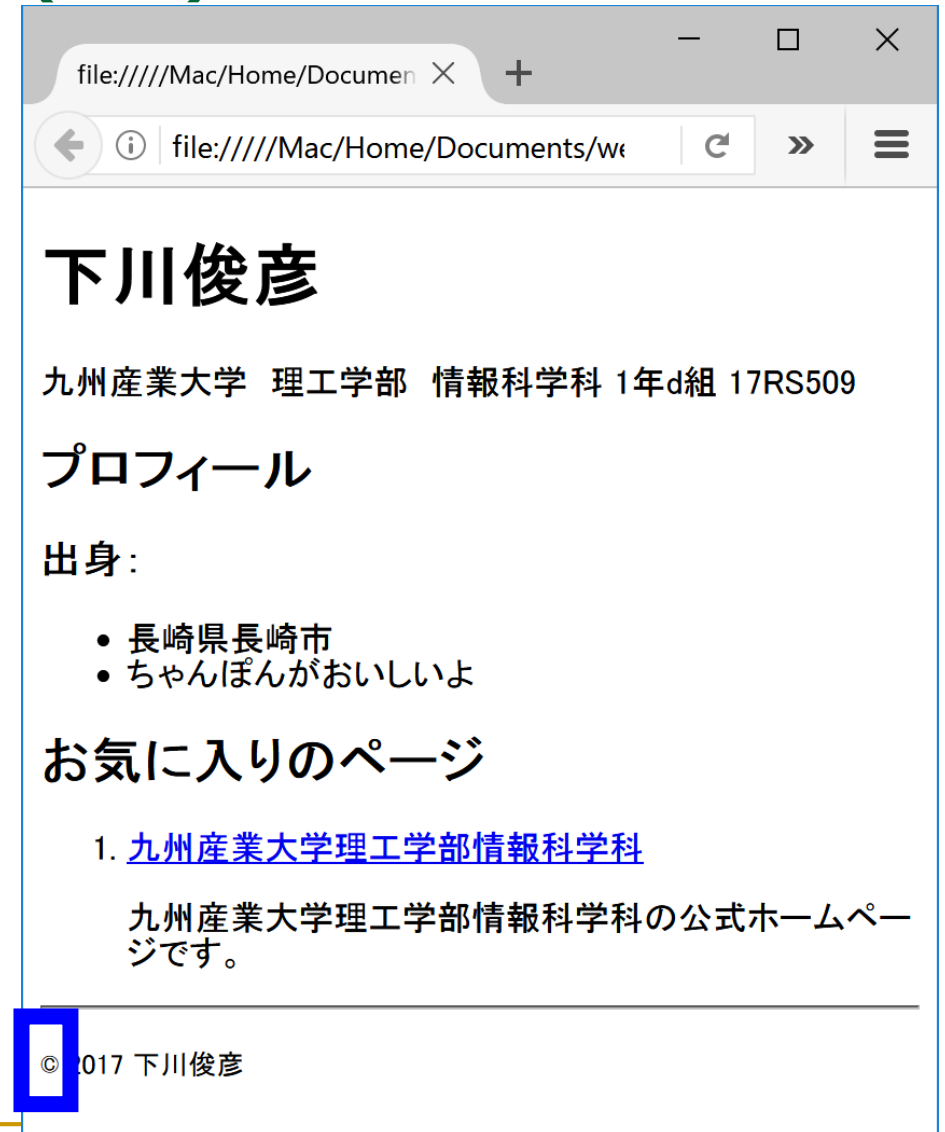 file://///Mac/Home/Documen
file://///Mac/Home/Documents/we
下川俊彦
九州産業大学　理工学部　情報科学科 1年d組 17RS509
プロフィール
出身：
• 長崎県長崎市
• ちゃんぽんがおいしいよ
お気に入りのページ
1. 九州産業大学理工学部情報科学科
九州産業大学理工学部情報科学科の公式ホームペー
ジです。
© 2017 下川俊彦